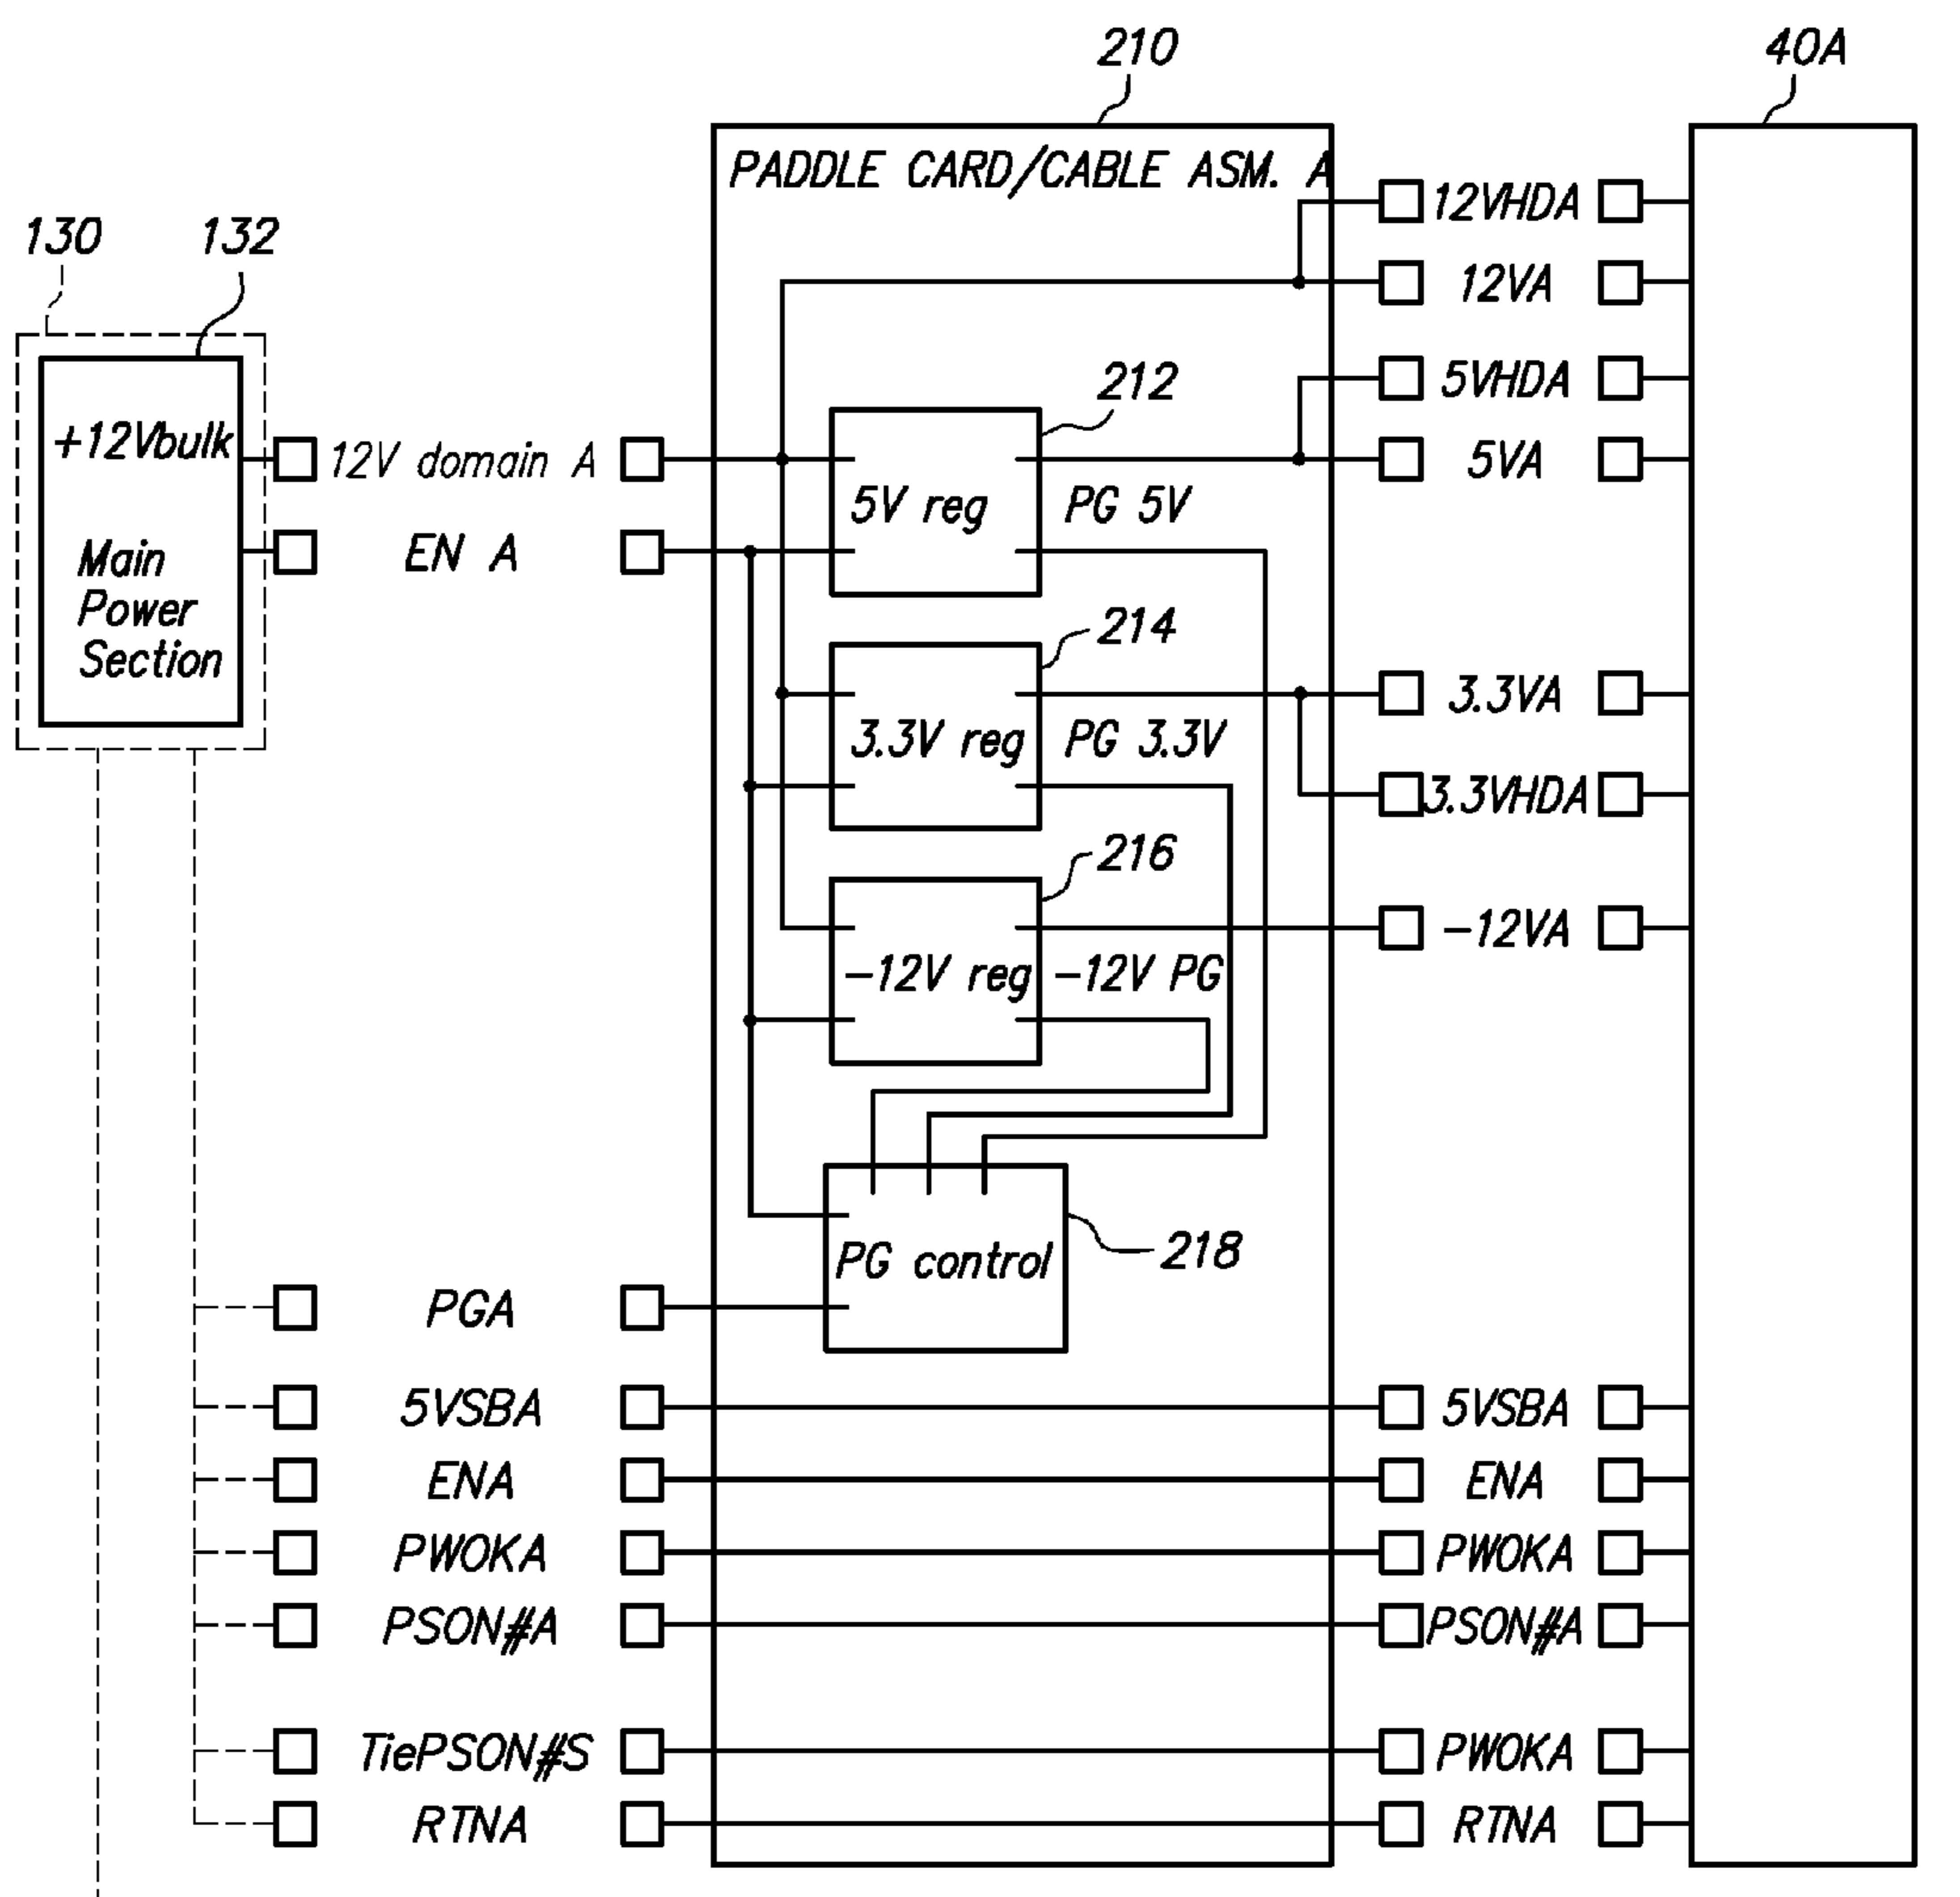 210
40A
PADDLE CARD/CABLE ASM. A
12VHDA
130
132
12VA
5VHDA
212
+12Vbulk
12V domain A
5VA
5V reg
PG 5V
EN A
Main
Power
Section
214
3.3VA
3.3V reg
PG 3.3V
3.3VHDA
216
-12VA
-12V reg
-12V PG
PG control
218
PGA
5VSBA
5VSBA
ENA
ENA
PWOKA
PWOKA
PSON#A
PSON#A
TiePSON#S
PWOKA
RTNA
RTNA